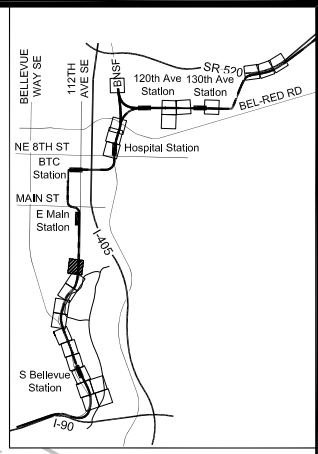 BELLEVUE
WAY SE
112TH
AVE SE
BNSF
SR 520
120th Ave
Station
130th Ave
Station
BEL-RED RD
NE 8TH ST
Hospital Station
BTC
Station
MAIN ST
E Main
Station
I-405
S Bellevue
Station
I-90